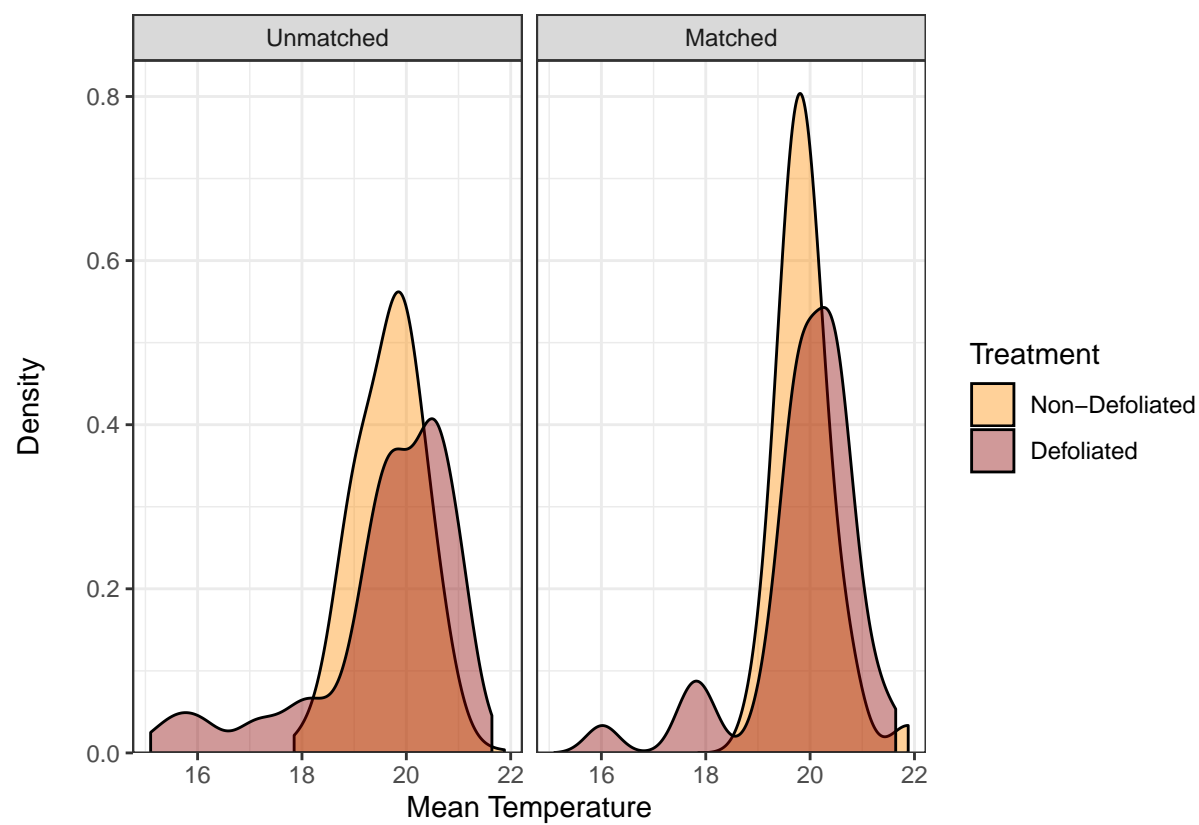 Unmatched
Matched
0.8
0.6
0.4
0.2
0.0
Density
16 18 20 22
16 18 20 22
Mean Temperature
Treatment
Non−Defoliated
Defoliated